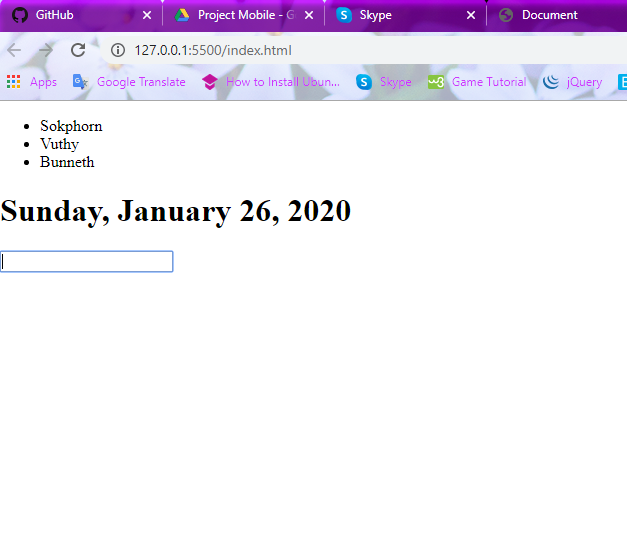 GitHub Project Mobile - G Skype Document
127.0.0.1:5500/index.html
Apps Google Translate How to Install Ubun... Skype Game Tutorial jQuery
Sokphorn
Vuthy
Bunneth
Sunday, January 26, 2020